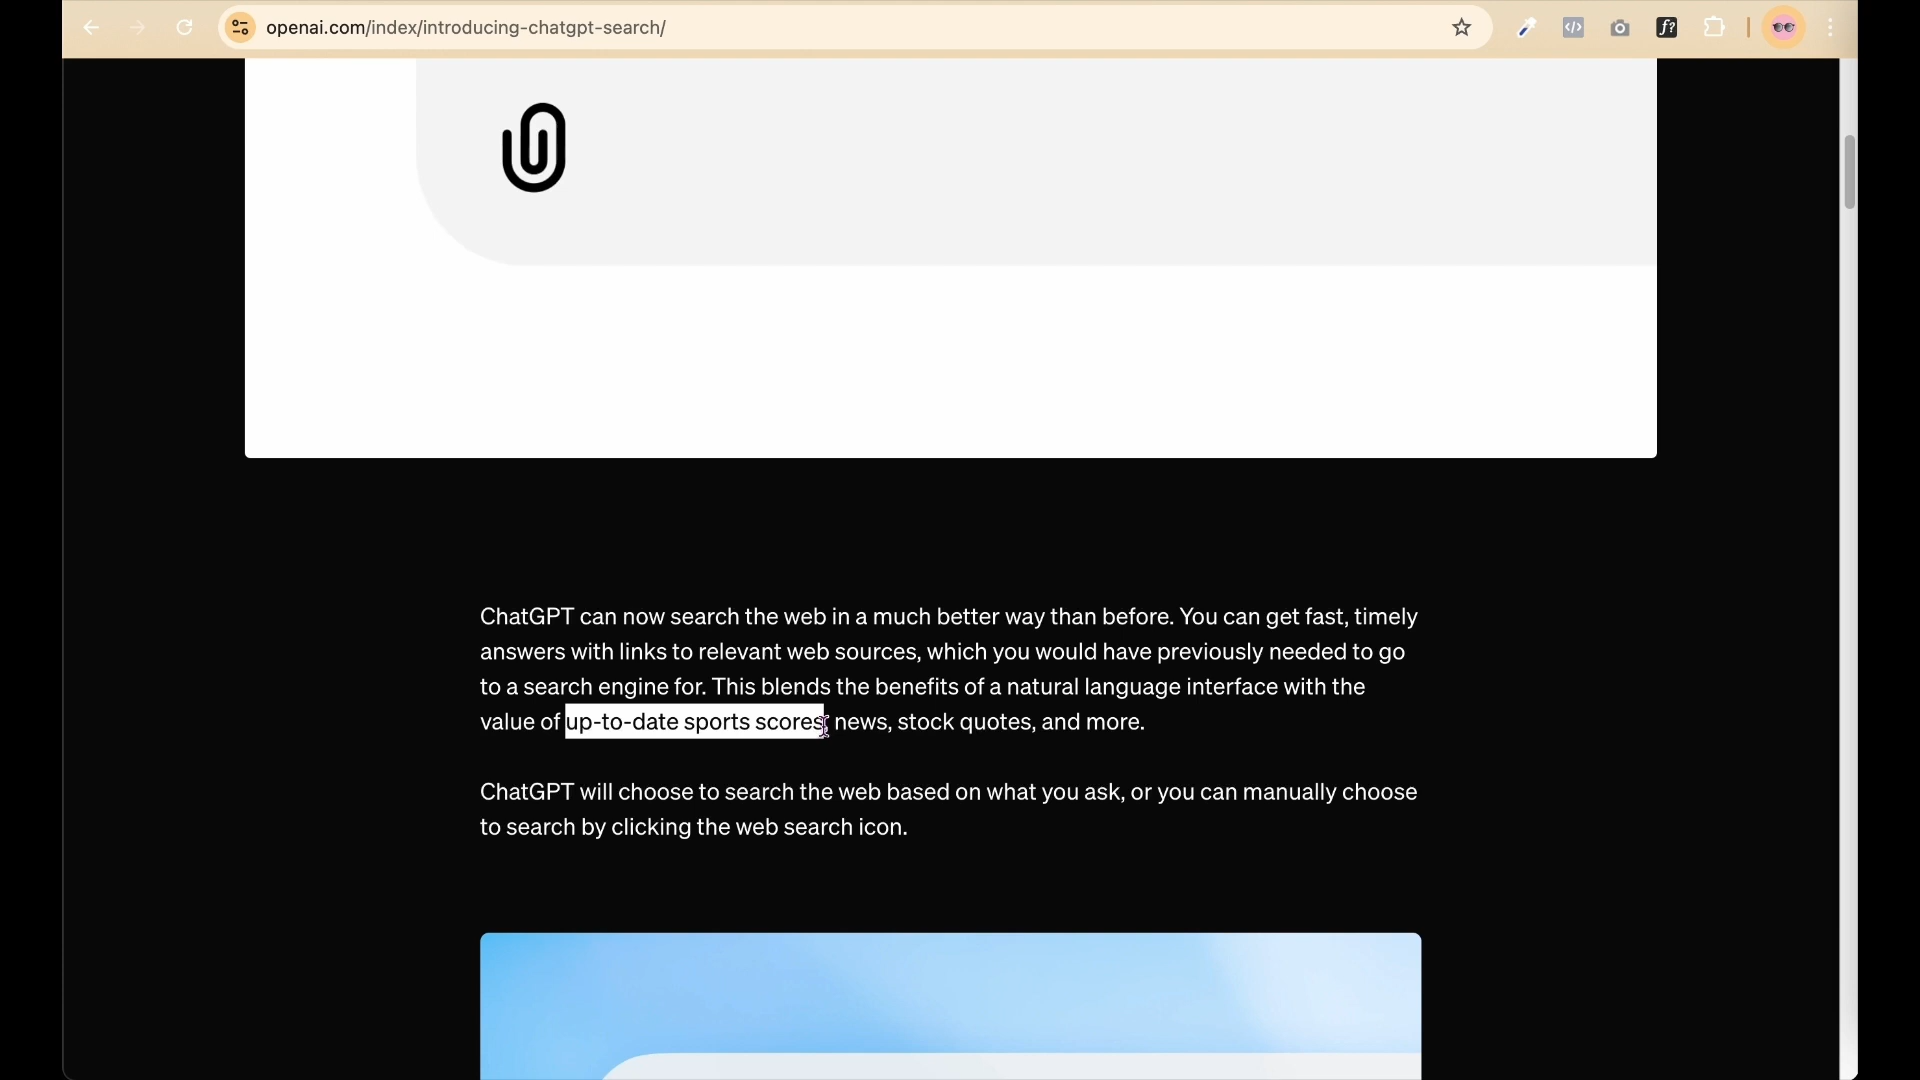 openai.com/index/introducing-chatgpt-search/
f?
ChatGPT can now search the web in a much better way than before. You can get fast, timely
answers with links to relevant web sources, which you would have previously needed to go
to a search engine for. This blends the benefits of a natural language interface with the
value of up-to-date sports scores, news, stock quotes, and more.
ChatGPT will choose to search the web based on what you ask, or you can manually choose
to search by clicking the web search icon.